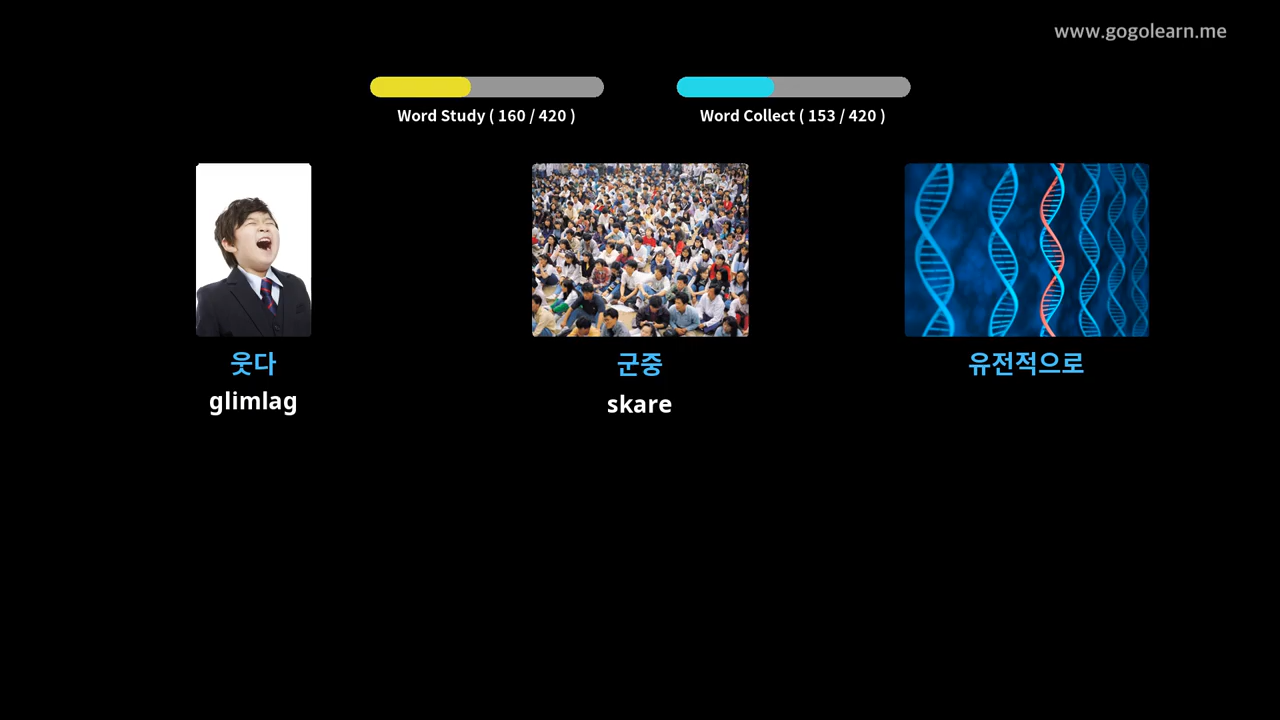 www.gogolearn.me
Word Study ( 160 / 420 )
Word Collect ( 153 / 420 )
웃다
군중
유전적으로
glimlag
skare